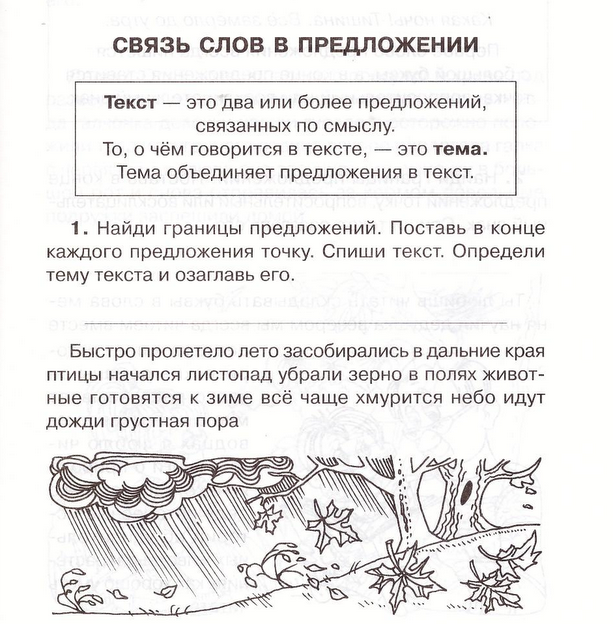 СВЯЗЬ СЛОВ В ПРЕДЛОЖЕНИИ
Текст — это два или более предложений,
связанных по смыслу.
То, о чём говорится в тексте, — это тема.
Тема объединяет предложения в текст.
1. Найди границы предложений. Поставь в конце
каждого предложения точку. Спиши текст. Определи
тему текста и озаглавь его.
Быстро пролетело лето засобирались в дальние края
птицы начался листопад убрали зерно в полях живот-
ные готовятся к зиме всё чаще хмурится небо идут
дожди грустная пора